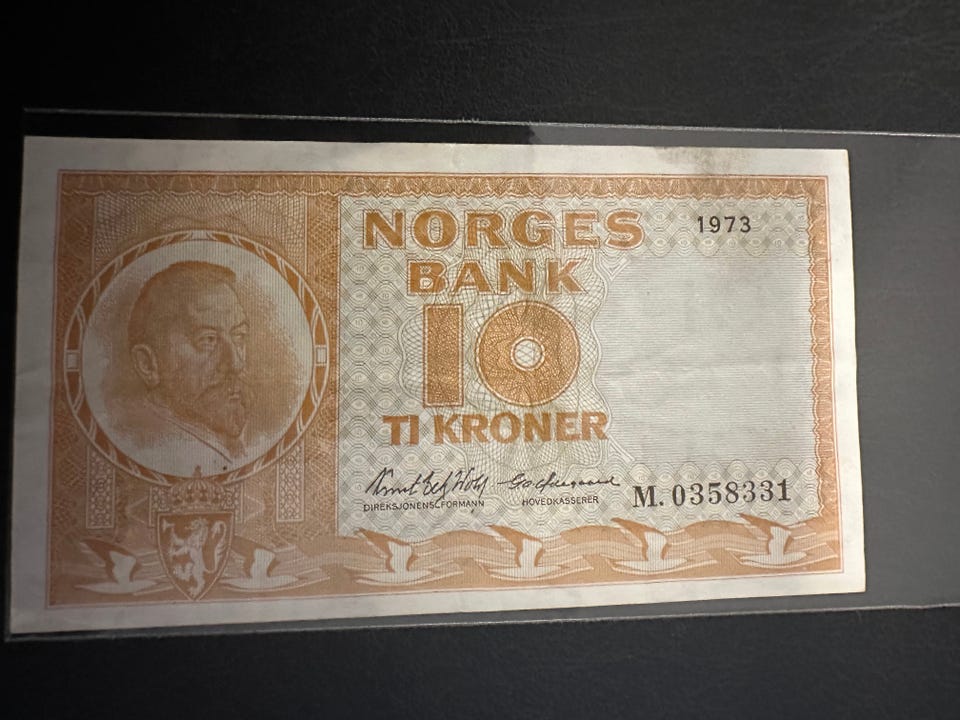 NORGES
1973
BANK
10
TI KRONER
DIREKSJONENS FORMANN
HOVEDKASSERER
M. 0358331